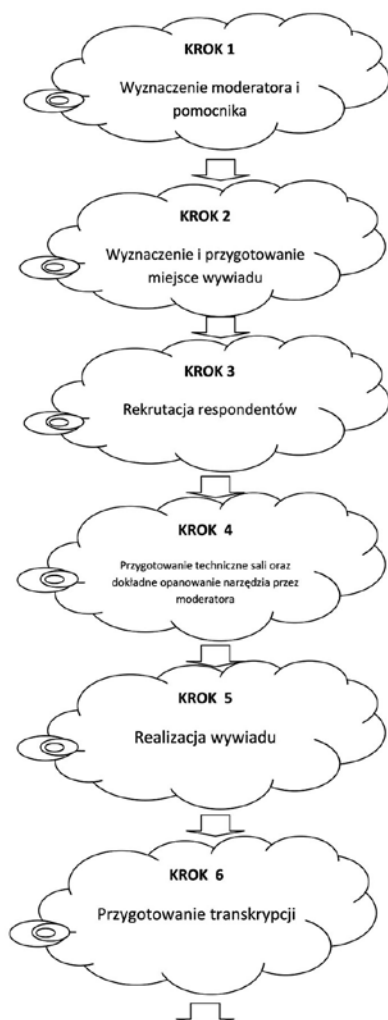 KROK 1
Wyznaczenie moderatora i
pomocnika
KROK 2
Wyznaczenie i przygotowanie
miejsce wywiadu
KROK 3
Rekrutacja respondentów
KROK 4
Przygotowanie techniczne sali oraz
dokładne opanowanie narzędzia przez
moderatora
KROK 5
Realizacja wywiadu
KROK 6
Przygotowanie transkrypcji